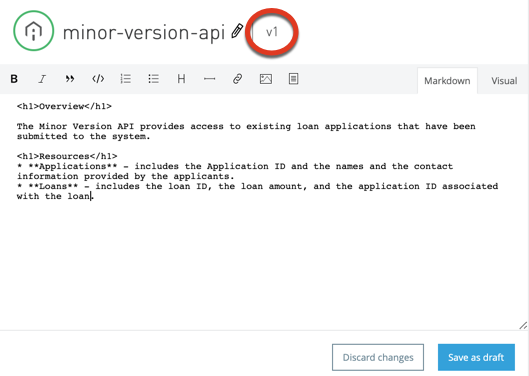 minor-version-api v1
B I ” </> H
Markdown Visual
<h1>Overview</h1>
The Minor Version API provides access to existing loan applications that have been
submitted to the system.
<h1>Resources</h1>
* **Applications** - includes the Application ID and the names and the contact
information provided by the applicants.
* **Loans** - includes the loan ID, the loan amount, and the application ID associated
with the loan.
Discard changes Save as draft